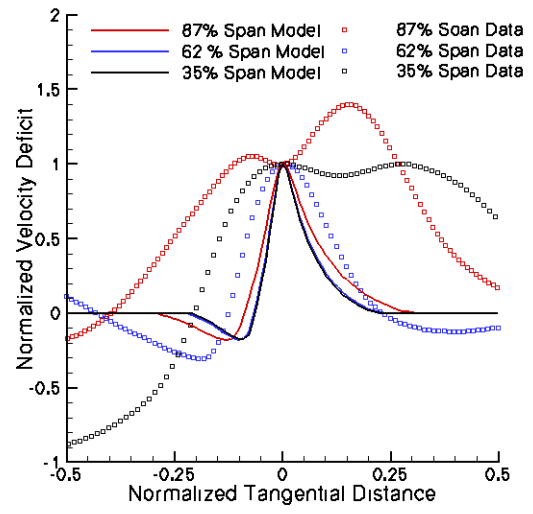 2
87% Span Model
87% Soan Data
62 % Span Model
62% Span Data
35% Span Model
35% Span Data
1.5
1
0.5
0
-0.5
-1
Normalized Velocity Deficit
-0.5
-0.25
0
0.25
0.5
Normalized Tangential Distance